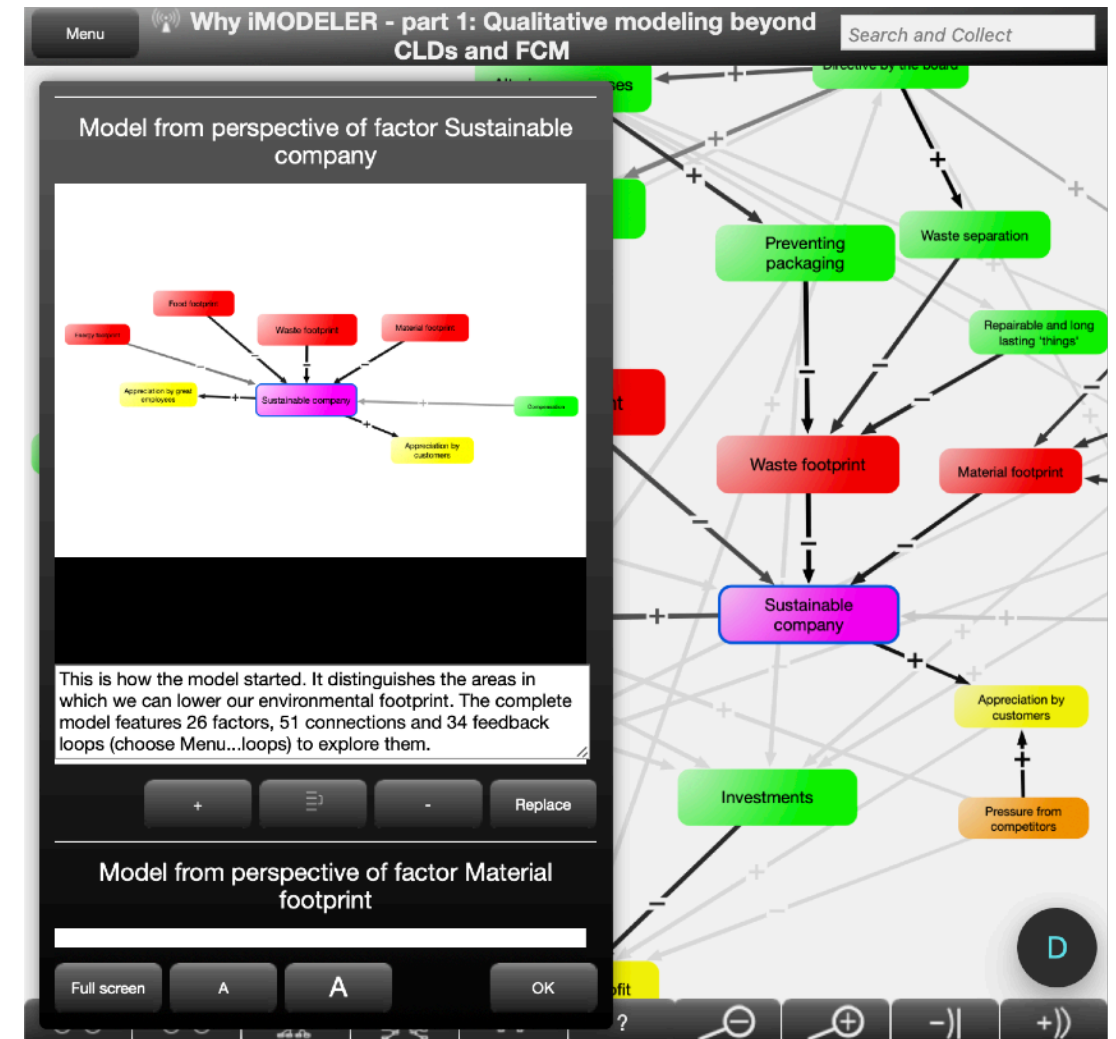 Menu
Why iMODELER - part 1: Qualitative modeling beyond
CLDs and FCM
Search and Collect
Model from perspective of factor Sustainable
company
Food footprint
Energy footprint
Waste footprint
Material footprint
Appreciation by great
employees
Sustainable company
Compensation
Appreciation by
customers
This is how the model started. It distinguishes the areas in
which we can lower our environmental footprint. The complete
model features 26 factors, 51 connections and 34 feedback
loops (choose Menu...loops) to explore them.
+
-
Replace
Model from perspective of factor Material
footprint
Full screen
A
A
OK
Directive by the board
Preventing
packaging
Waste separation
Repairable and long
lasting 'things'
Waste footprint
Material footprint
Sustainable
company
Appreciation by
customers
Investments
Pressure from
competitors
D
?